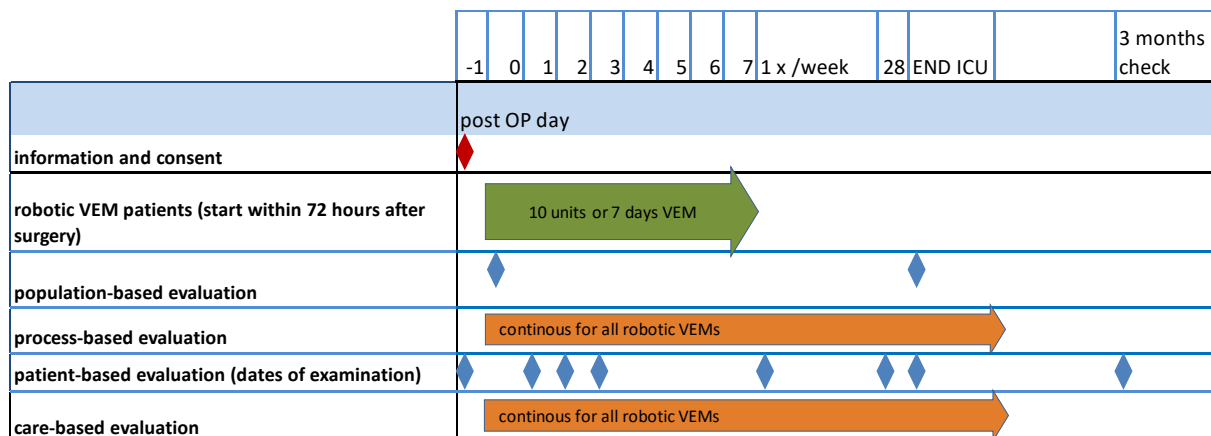 3 months
-1 0 1 2 3 4 5 6 7 1 x /week 28 END ICU check
post OP day
information and consent
robotic VEM patients (start within 72 hours after
surgery)
10 units or 7 days VEM
population-based evaluation
process-based evaluation
continous for all robotic VEMs
patient-based evaluation (dates of examination)
care-based evaluation
continous for all robotic VEMs